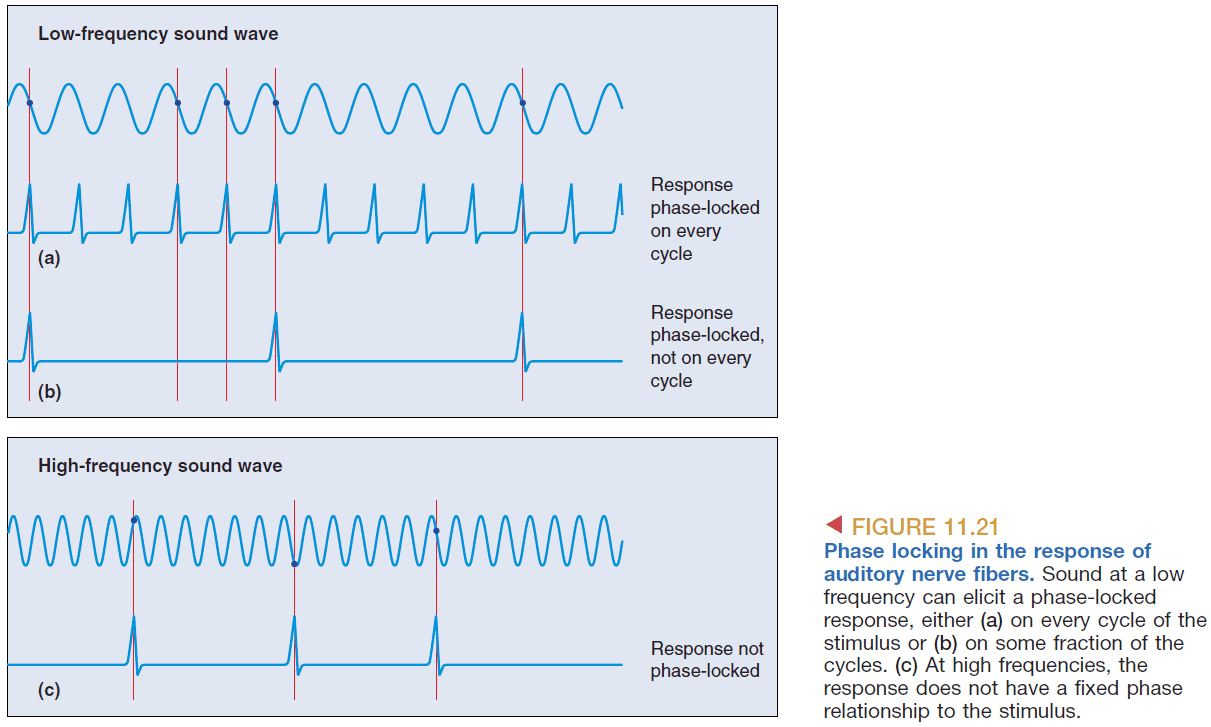 Low-frequency sound wave
Response
phase-locked
on every
cycle
(a)
Response
phase-locked,
not on every
cycle
(b)
High-frequency sound wave
Response not
phase-locked
(c)
◄ FIGURE 11.21
Phase locking in the response of
auditory nerve fibers. Sound at a low
frequency can elicit a phase-locked
response, either (a) on every cycle of the
stimulus or (b) on some fraction of the
cycles. (c) At high frequencies, the
response does not have a fixed phase
relationship to the stimulus.